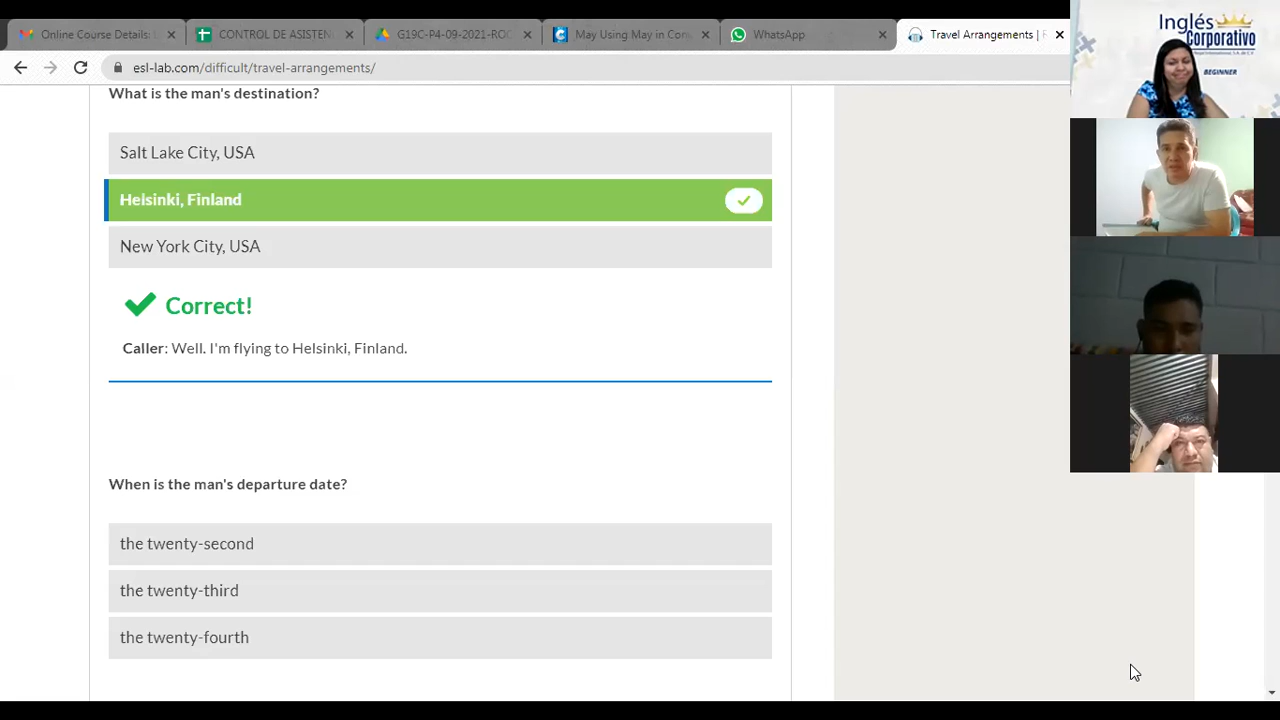 Online Course Details:
CONTROL DE ASISTEN
G19C-P4-09-2021-ROV
May Using May in Con
WhatsApp
Travel Arrangements | R
esl-lab.com/difficult/travel-arrangements/
Inglés
Corporativo
BEGINNER
What is the man's destination?
Salt Lake City, USA
Helsinki, Finland
New York City, USA
Correct!
Caller: Well. I'm flying to Helsinki, Finland.
When is the man's departure date?
the twenty-second
the twenty-third
the twenty-fourth